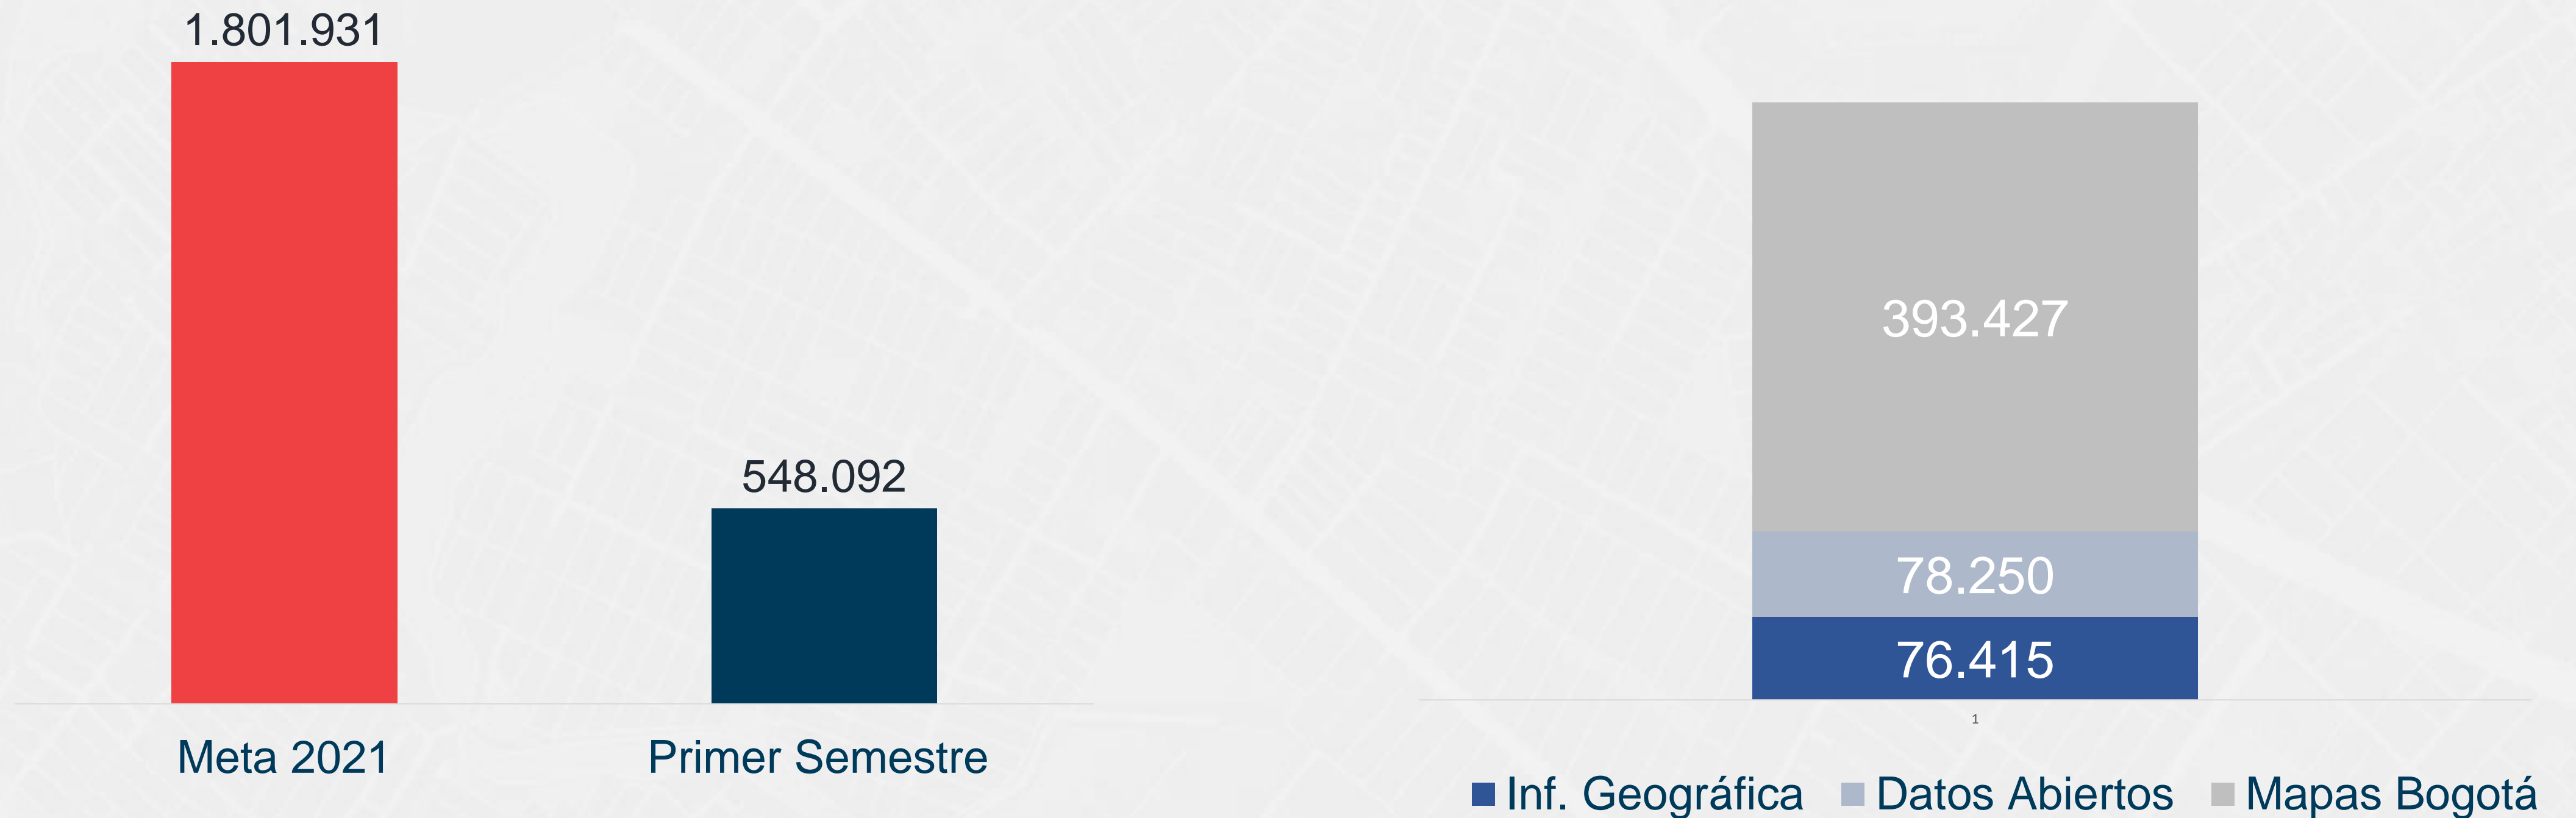 1.801.931
548.092
Meta 2021
Primer Semestre
393.427
78.250
76.415
1
Inf. Geográfica
Datos Abiertos
Mapas Bogotá